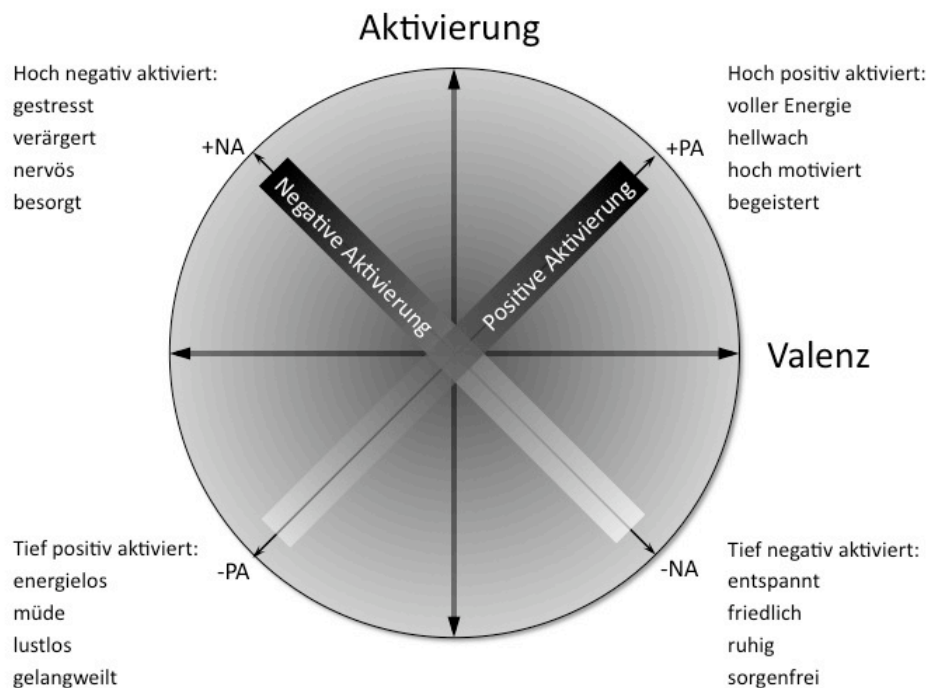 Aktivierung
Hoch negativ aktiviert:
gestresst
verärgert
nervös
besorgt
Hoch positiv aktiviert:
voller Energie
hellwach
hoch motiviert
begeistert
+NA
+PA
Negative Aktivierung
Positive Aktivierung
Valenz
Tief positiv aktiviert:
energielos
müde
lustlos
gelangweilt
-PA
-NA
Tief negativ aktiviert:
entspannt
friedlich
ruhig
sorgenfrei